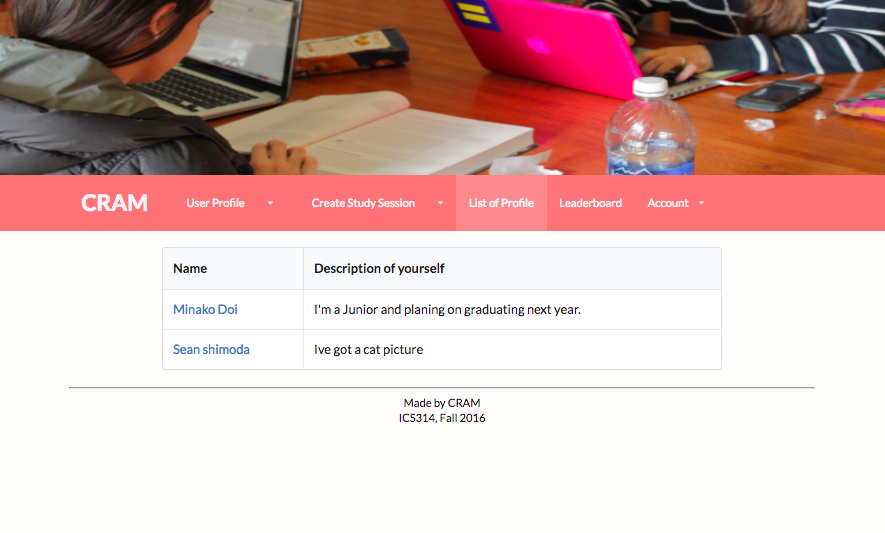 CRAM User Profile Create Study Session List of Profile Leaderboard Account
Name Description of yourself
Minako Doi I'm a Junior and planing on graduating next year.
Sean shimoda Ive got a cat picture
Made by CRAM
ICS314, Fall 2016